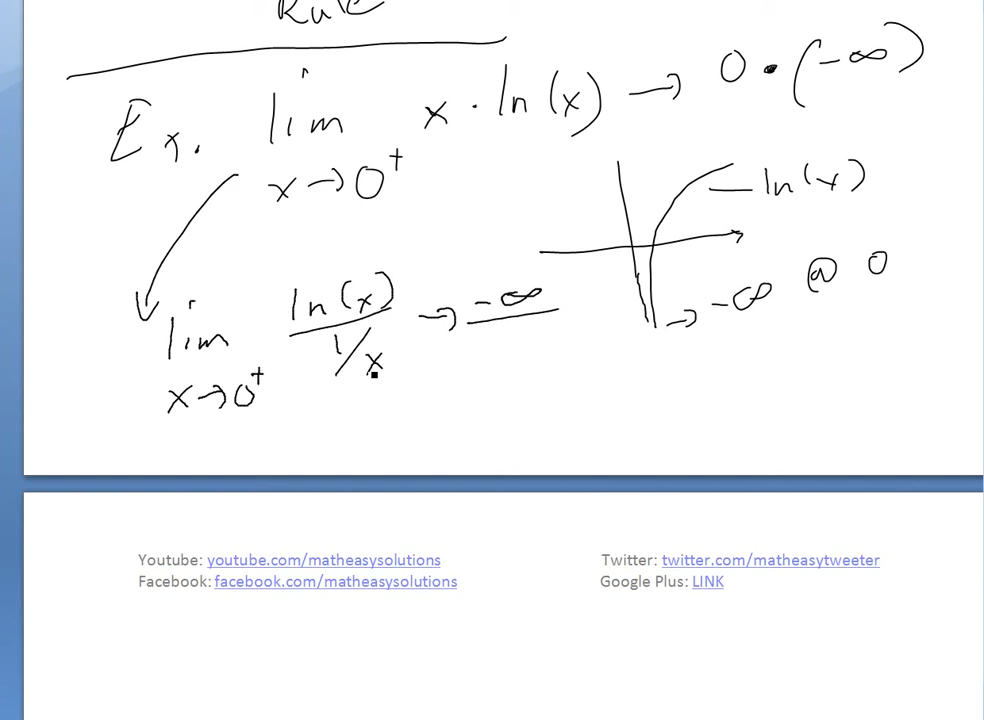 Rule
Ex. lim x→0⁺ x · ln(x) → 0 · (-∞)
ln(x)
→ -∞ @ 0
lim x→0⁺ ln(x) / 1/x → -∞
Youtube: youtube.com/matheasysolutions
Twitter: twitter.com/matheasytweeter
Facebook: facebook.com/matheasysolutions
Google Plus: LINK